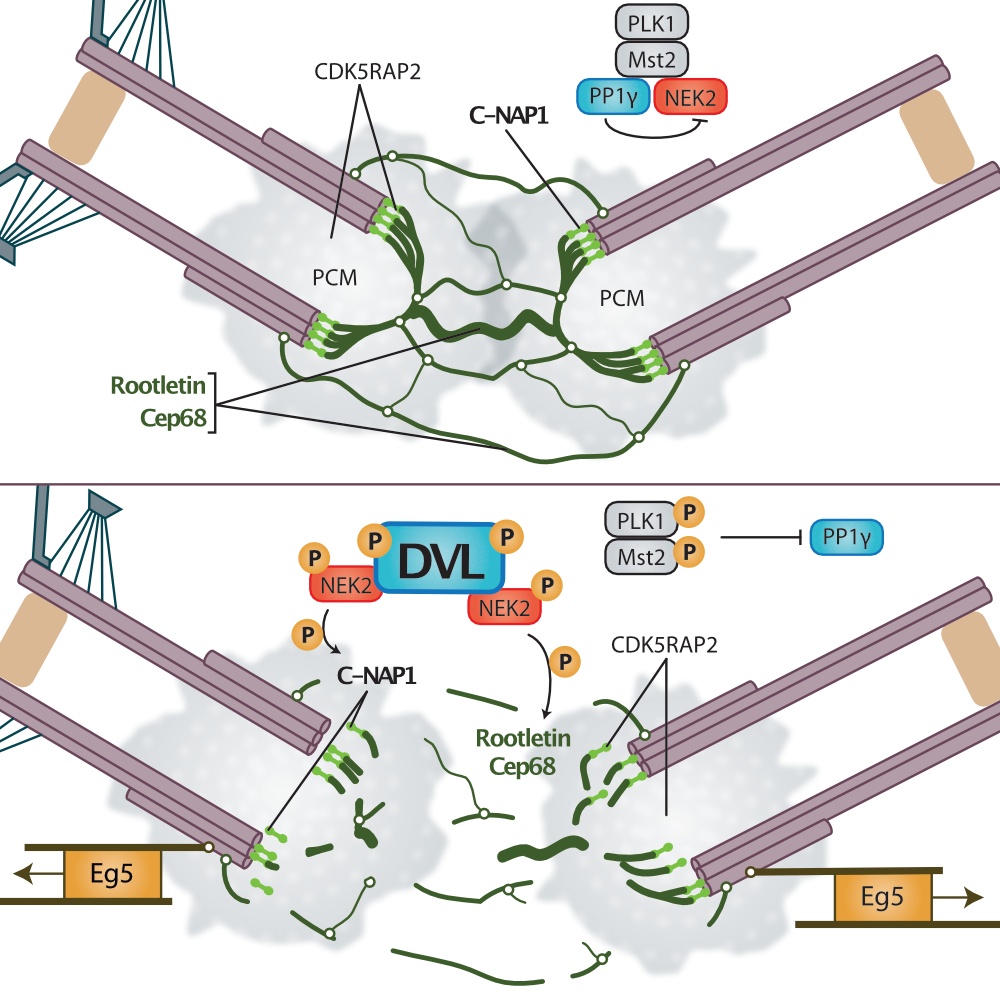 PLK1
Mst2
CDK5RAP2
PP1γ
NEK2
C-NAP1
PCM
PCM
Rootletin
Cep68
P
PLK1
P
P
DVL
P
P
Mst2
P
PP1γ
NEK2
P
NEK2
P
P
CDK5RAP2
C-NAP1
Rootletin
Cep68
Eg5
Eg5